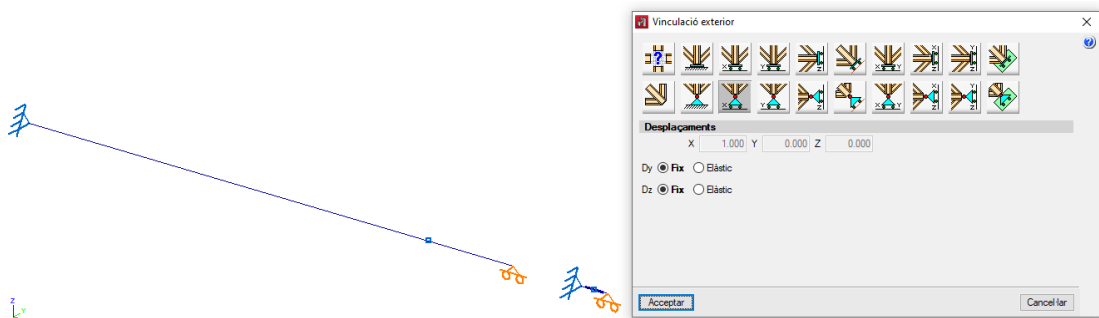 Vinculació exterior
Desplaçaments
X 1.000 Y 0.000 Z 0.000
Dy Fix Elàstic
Dz Fix Elàstic
Acceptar Cancel·lar
Z
Y